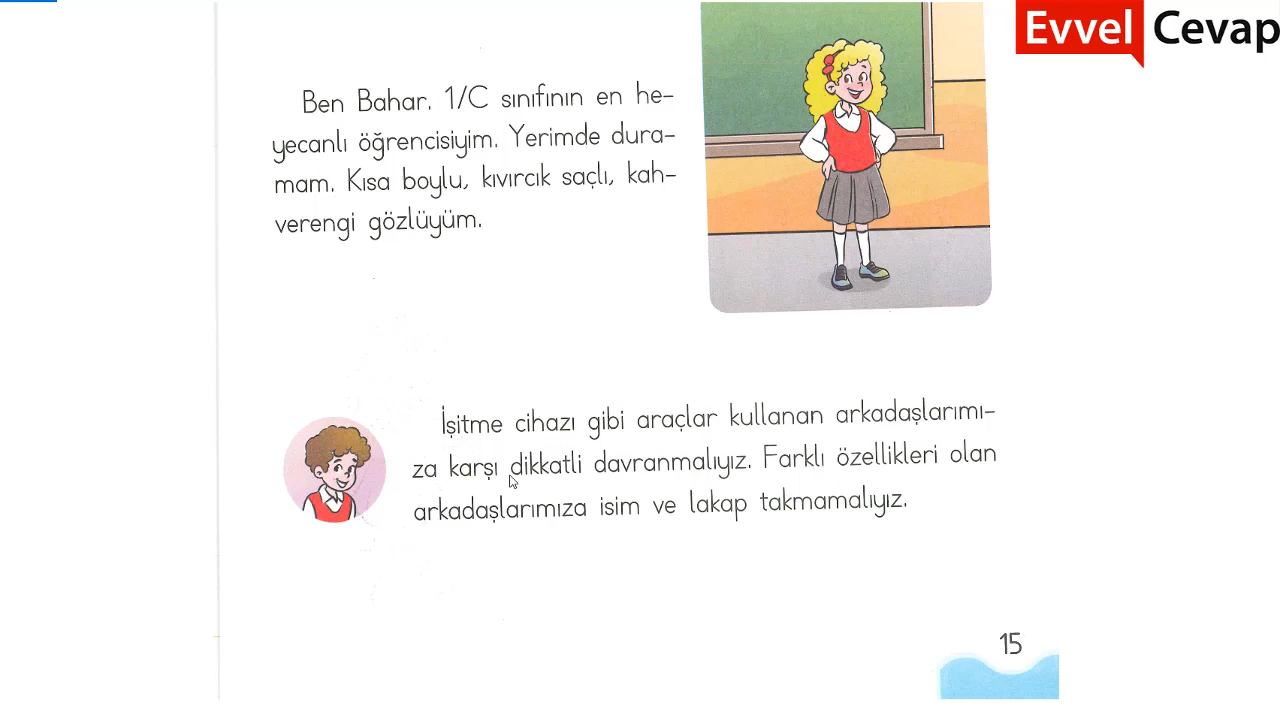 Evvel Cevap
Ben Bahar. 1/C sınıfının en he-
yecanlı öğrencisiyim. Yerimde dura-
mam. Kısa boylu, kıvırcık saçlı, kah-
verengi gözlüyüm.
İşitme cihazı gibi araçlar kullanan arkadaşlarımı-
za karşı dikkatli davranmalıyız. Farklı özellikleri olan
arkadaşlarımıza isim ve lakap takmamalıyız.
15